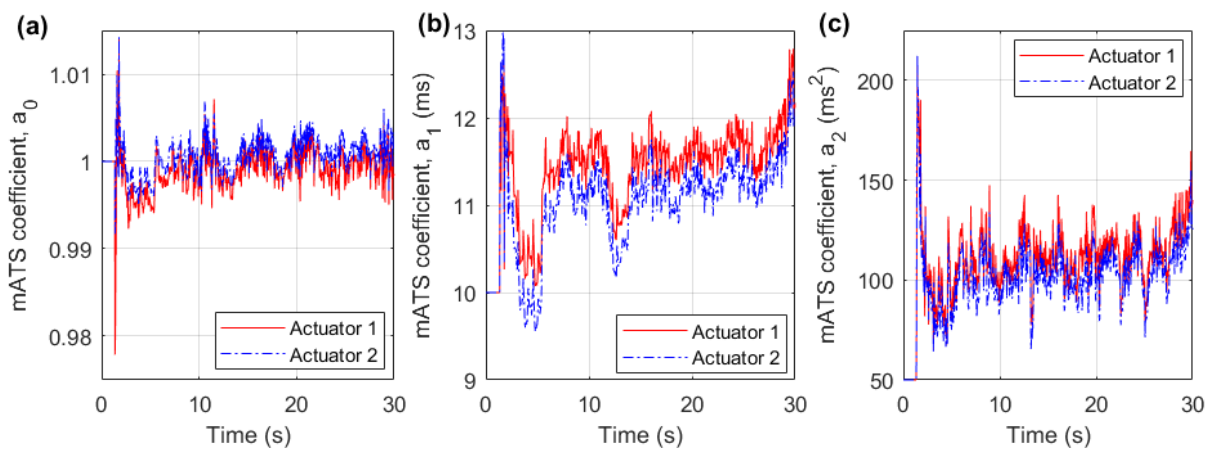 (a)
mATS coefficient, a0
1.01
1
0.99
0.98
0
10
20
30
Time (s)
Actuator 1
Actuator 2
(b)
mATS coefficient, a1 (ms)
13
12
11
10
9
0
10
20
30
Time (s)
Actuator 1
Actuator 2
(c)
mATS coefficient, a2 (ms2)
200
150
100
50
0
10
20
30
Time (s)
Actuator 1
Actuator 2